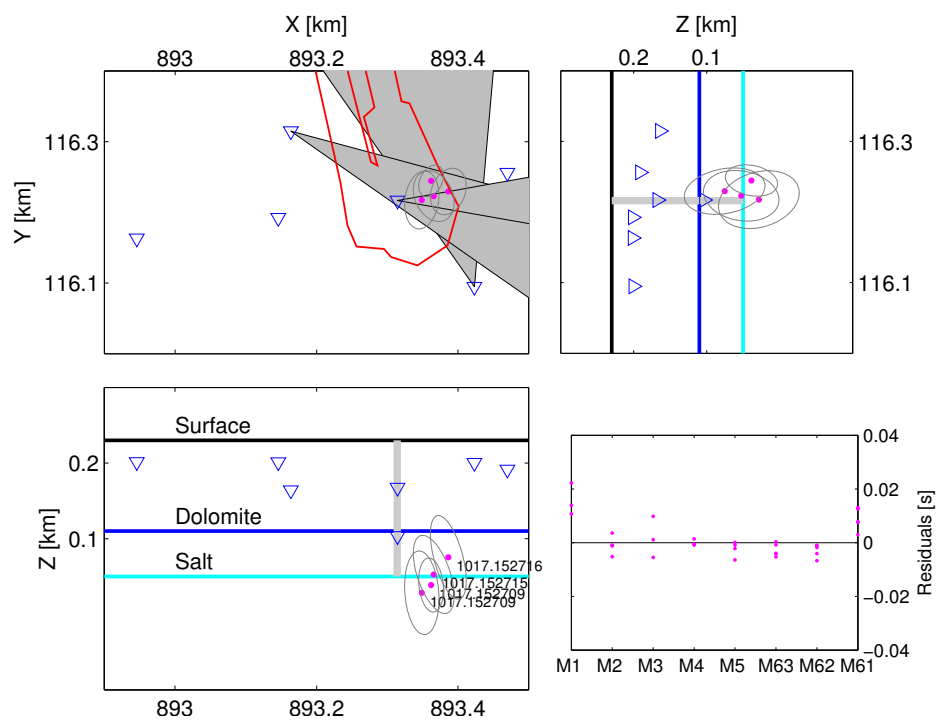 X [km]
893
893.2
893.4
Y [km]
116.3
116.1
Z [km]
0.2
0.1
116.3
116.1
Z [km]
0.2
0.1
Surface
Dolomite
Salt
1017.152716
1017.152715
1017.152709
1017.152709
893
893.2
893.4
0.04
0.02
0
−0.02
−0.04
Residuals [s]
M1 M2 M3 M4 M5 M63 M62 M61